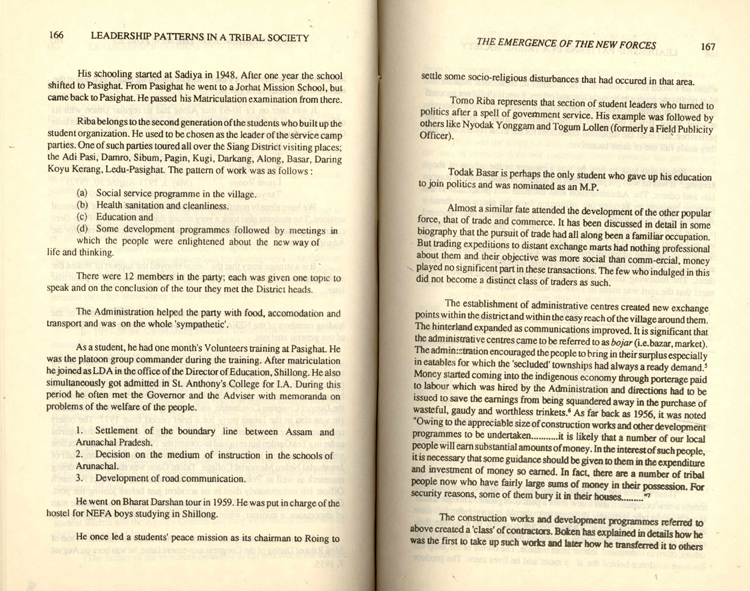 166 LEADERSHIP PATTERNS IN A TRIBAL SOCIETY
His schooling started at Sadiya in 1948. After one year the school
shifted to Pasighat. From Pasighat he went to a Jorhat Mission School, but
came back to Pasighat. He passed his Matriculation examination from there.
Riba belongs to the second generation of the students who built up the
student organization. He used to be chosen as the leader of the service camp
parties. One of such parties toured all over the Siang District visiting places;
the Adi Pasi, Damro, Sibum, Pagin, Kugi, Darkang, Along, Basar, Daring
Koyu Kerang, Ledu-Pasighat. The pattern of work was as follows :
(a) Social service programme in the village.
(b) Health sanitation and cleanliness.
(c) Education and
(d) Some development programmes followed by meetings in
which the people were enlightened about the new way of
life and thinking.
There were 12 members in the party; each was given one topic to
speak and on the conclusion of the tour they met the District heads.
The Administration helped the party with food, accomodation and
transport and was on the whole 'sympathetic'.
As a student, he had one month's Volunteers training at Pasighat. He
was the platoon group commander during the training. After matriculation
he joined as LDA in the office of the Director of Education, Shillong. He also
simultaneously got admitted in St. Anthony's College for I.A. During this
period he often met the Governor and the Adviser with memoranda on
problems of the welfare of the people.
1. Settlement of the boundary line between Assam and
Arunachal Pradesh.
2. Decision on the medium of instruction in the schools of
Arunachal.
3. Development of road communication.
He went on Bharat Darshan tour in 1959. He was put in charge of the
hostel for NEFA boys studying in Shillong.
He once led a students' peace mission as its chairman to Roing to
THE EMERGENCE OF THE NEW FORCES 167
settle some socio-religious disturbances that had occured in that area.
Tomo Riba represents that section of student leaders who turned to
politics after a spell of government service. His example was followed by
others like Nyodak Yonggam and Togum Lollen (formerly a Field Publicity
Officer).
Todak Basar is perhaps the only student who gave up his education
to join politics and was nominated as an M.P.
Almost a similar fate attended the development of the other popular
force, that of trade and commerce. It has been discussed in detail in some
biography that the pursuit of trade had all along been a familiar occupation.
But trading expeditions to distant exchange marts had nothing professional
about them and their objective was more social than comm-ercial, money
played no significent part in these transactions. The few who indulged in this
did not become a distinct class of traders as such.
The establishment of administrative centres created new exchange
points within the district and within the easy reach of the village around them.
The hinterland expanded as communications improved. It is significant that
the administrative centres came to be referred to as bojar (i.e.bazar, market).
The administration encouraged the people to bring in their surplus especially
in eatables for which the 'secluded' townships had always a ready demand.⁵
Money started coming into the indigenous economy through porterage paid
to labour which was hired by the Administration and directions had to be
issued to save the earnings from being squandered away in the purchase of
wasteful, gaudy and worthless trinkets.⁶ As far back as 1956, it was noted
"Owing to the appreciable size of construction works and other development
programmes to be undertaken............it is likely that a number of our local
people will earn substantial amounts of money. In the interest of such people,
it is necessary that some guidance should be given to them in the expenditure
and investment of money so earned. In fact, there are a number of tribal
people now who have fairly large sums of money in their possession. For
security reasons, some of them bury it in their houses........."⁷
The construction works and development programmes referred to
above created a 'class' of contractors. Boken has explained in details how he
was the first to take up such works and later how he transferred it to others